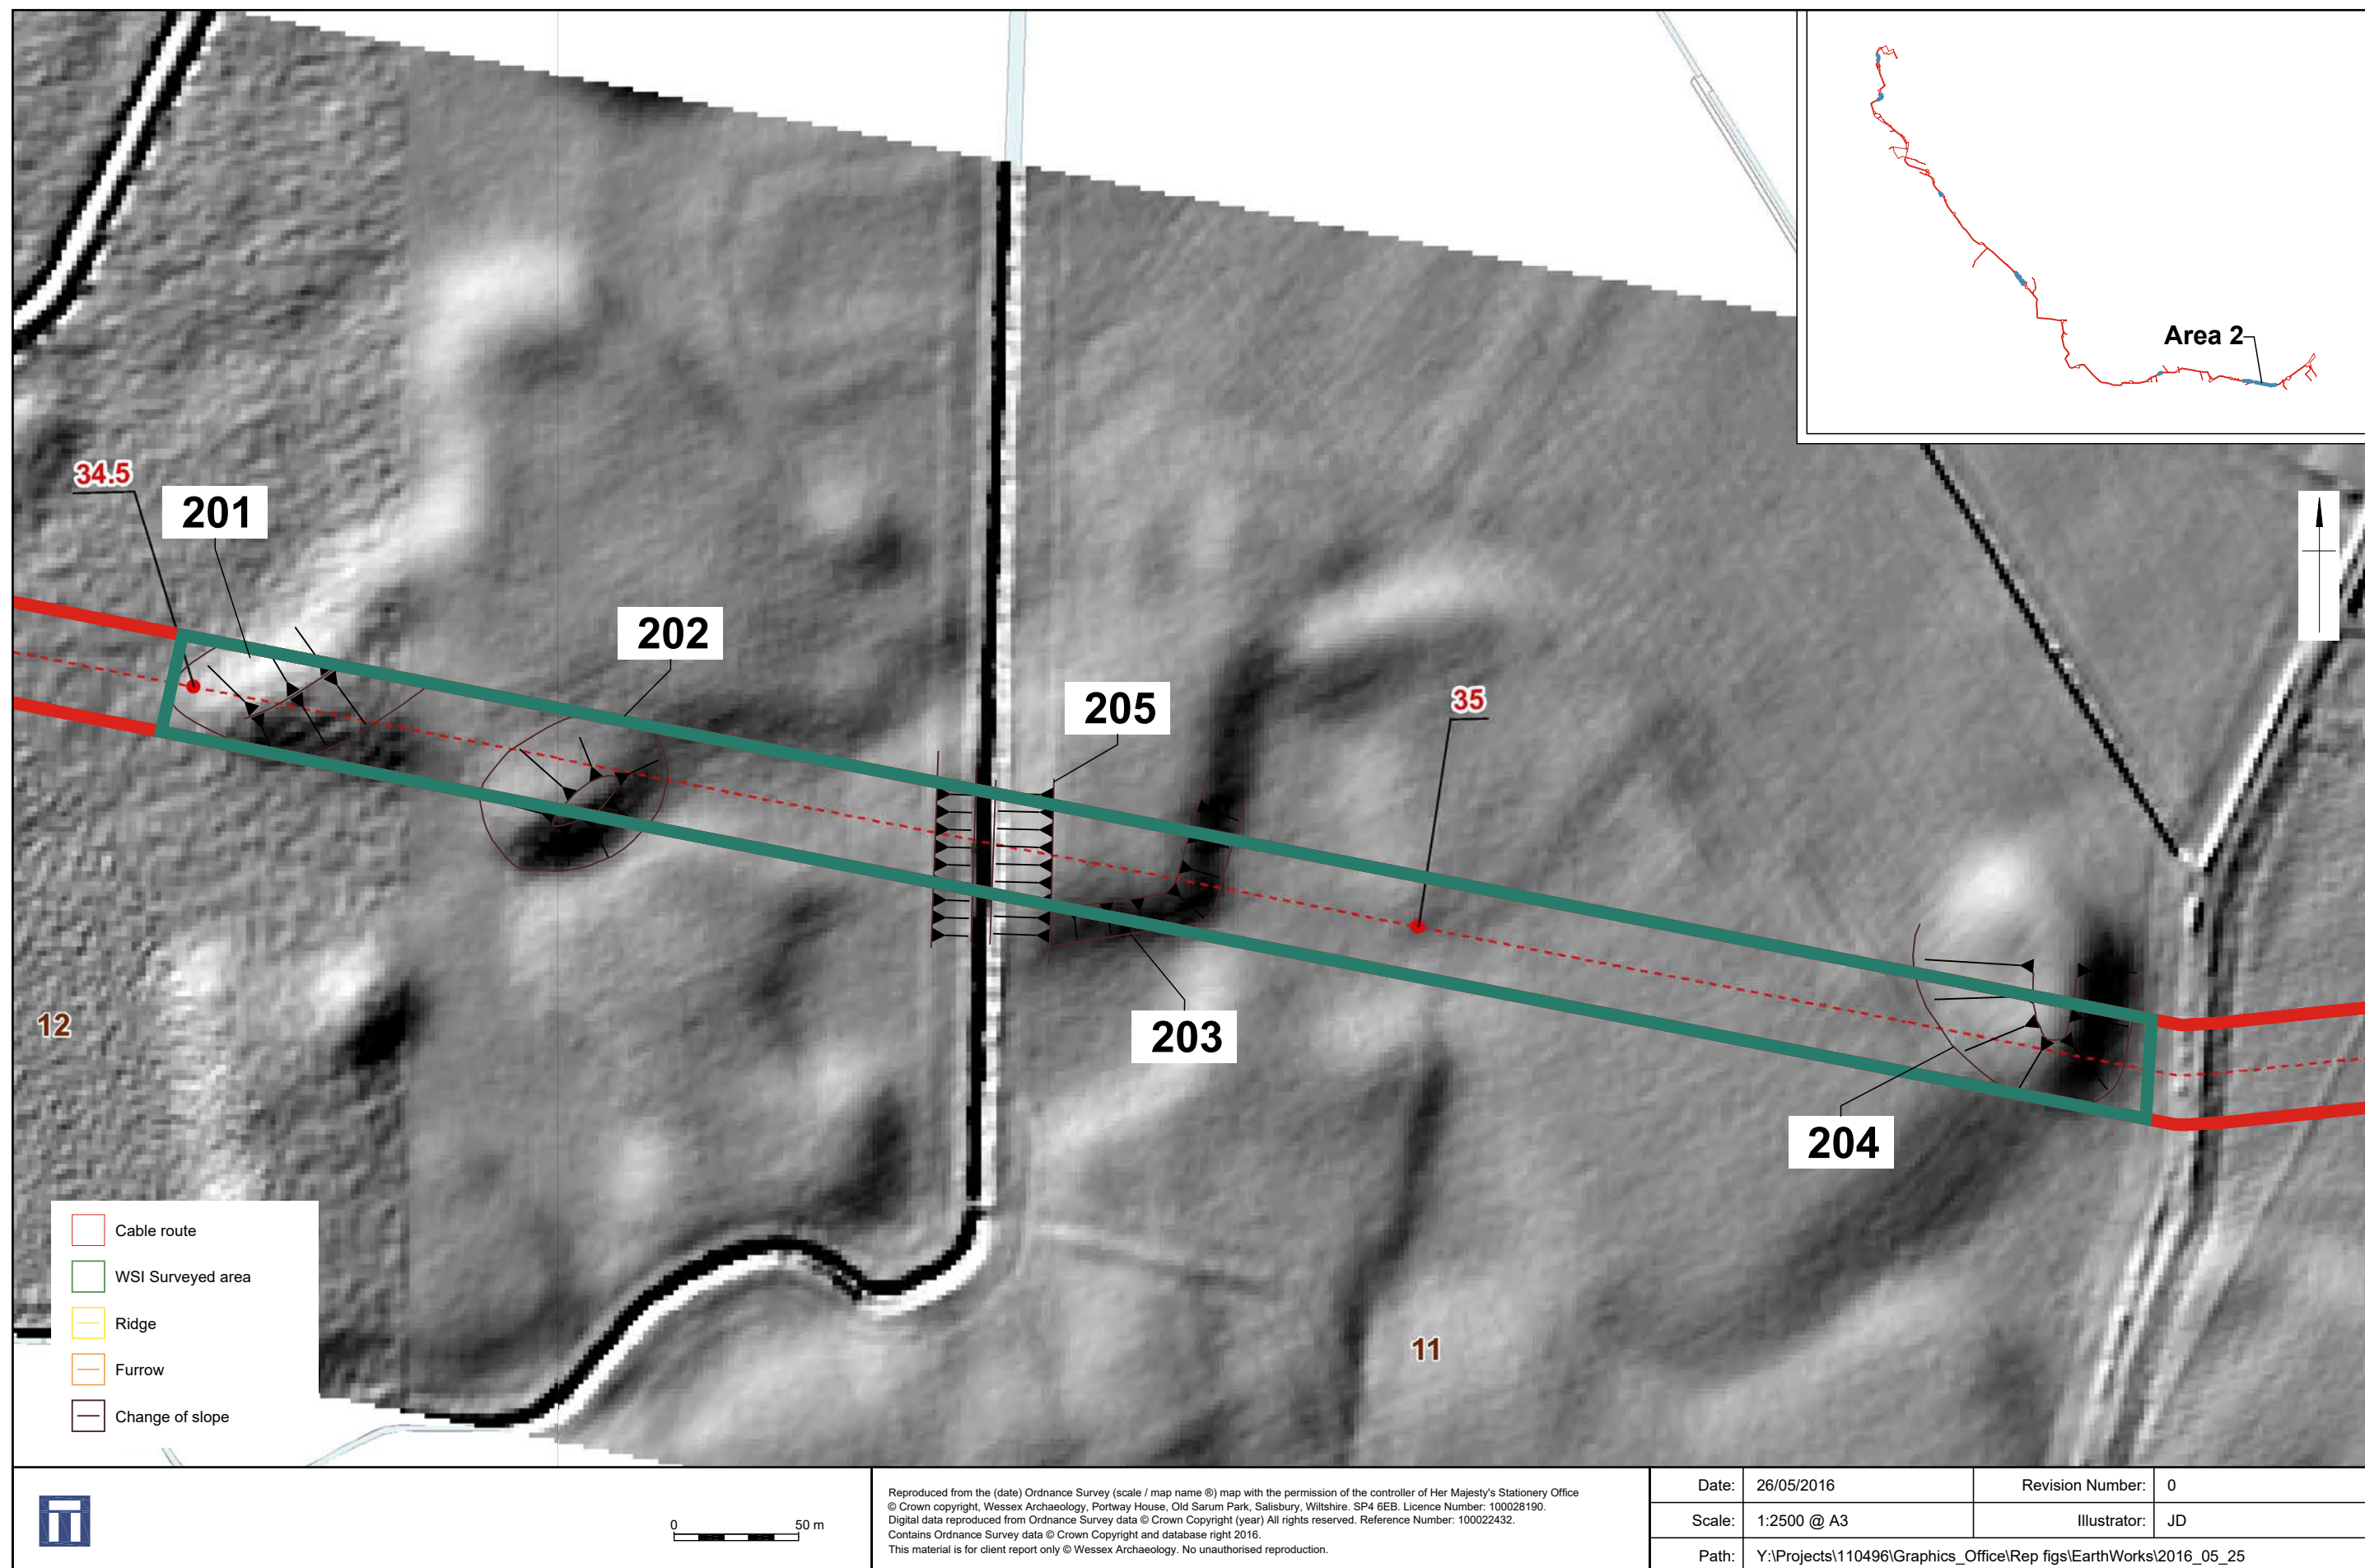 Area 2
34.5
201
202
205
35
203
204
12
11
Cable route
WSI Surveyed area
Ridge
Furrow
Change of slope
0 50 m
Reproduced from the (date) Ordnance Survey (scale / map name ®) map with the permission of the controller of Her Majesty's Stationery Office
© Crown copyright, Wessex Archaeology, Portway House, Old Sarum Park, Salisbury, Wiltshire. SP4 6EB. Licence Number: 100028190.
Digital data reproduced from Ordnance Survey data © Crown Copyright (year) All rights reserved. Reference Number: 100022432.
Contains Ordnance Survey data © Crown Copyright and database right 2016.
This material is for client report only © Wessex Archaeology. No unauthorised reproduction.
Date: 26/05/2016 Revision Number: 0
Scale: 1:2500 @ A3 Illustrator: JD
Path: Y:\Projects\110496\Graphics_Office\Rep figs\EarthWorks\2016_05_25